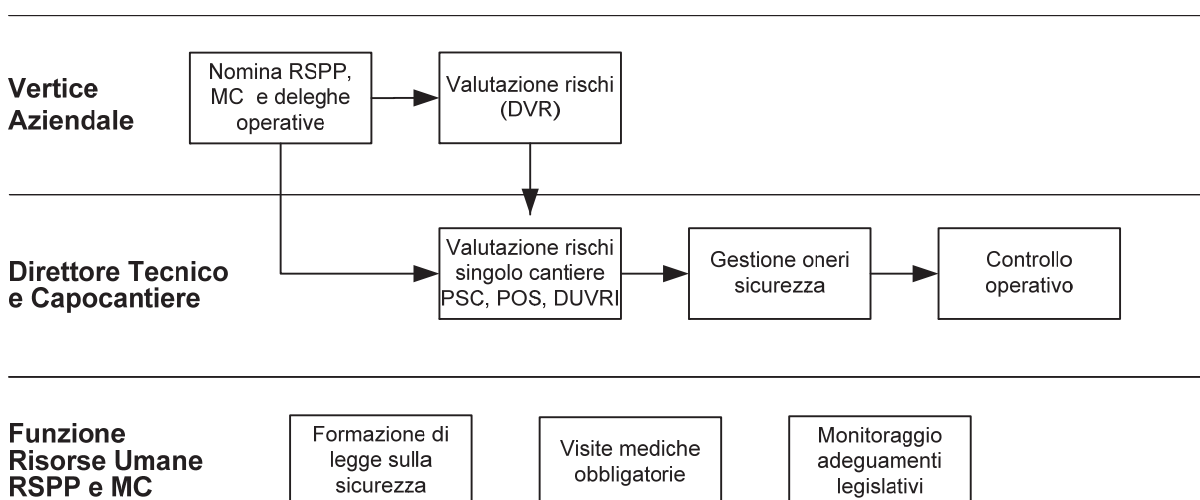 Vertice
Aziendale
Nomina RSPP,
MC e deleghe
operative
Valutazione rischi
(DVR)
Direttore Tecnico
e Capocantiere
Valutazione rischi
singolo cantiere
PSC, POS, DUVRI
Gestione oneri
sicurezza
Controllo
operativo
Funzione
Risorse Umane
RSPP e MC
Formazione di
legge sulla
sicurezza
Visite mediche
obbligatorie
Monitoraggio
adeguamenti
legislativi